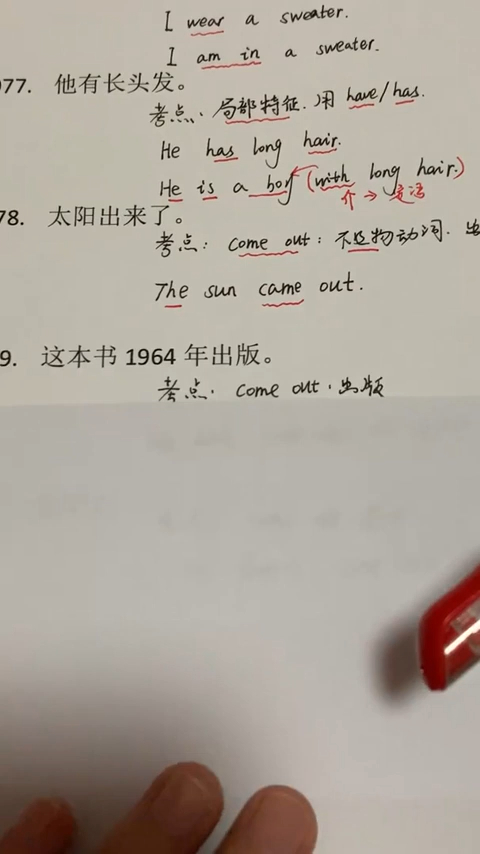 I wear a sweater.
I am in a sweater.
977. 他有长头发。
考点: 局部特征. 用 have/has.
He has long hair.
He is a boy (with long hair.)
介 → 定语
78. 太阳出来了。
考点: come out: 不及物动词.
The sun came out.
9. 这本书 1964 年出版。
考点. come out. 出版